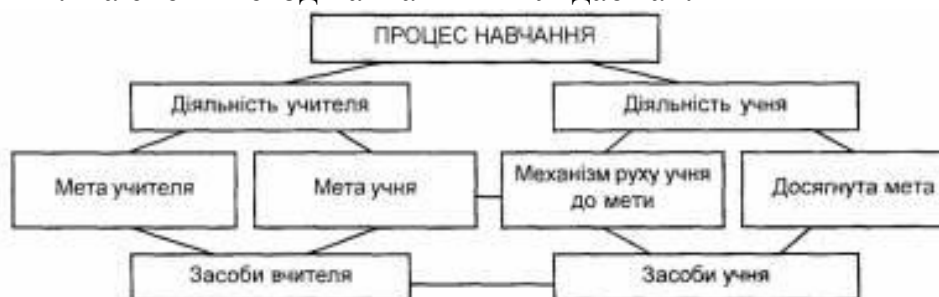 ПРОЦЕС НАВЧАННЯ
Діяльність учителя
Діяльність учня
Мета учителя
Мета учня
Механізм руху учня
до мети
Досягнута мета
Засоби вчителя
Засоби учня